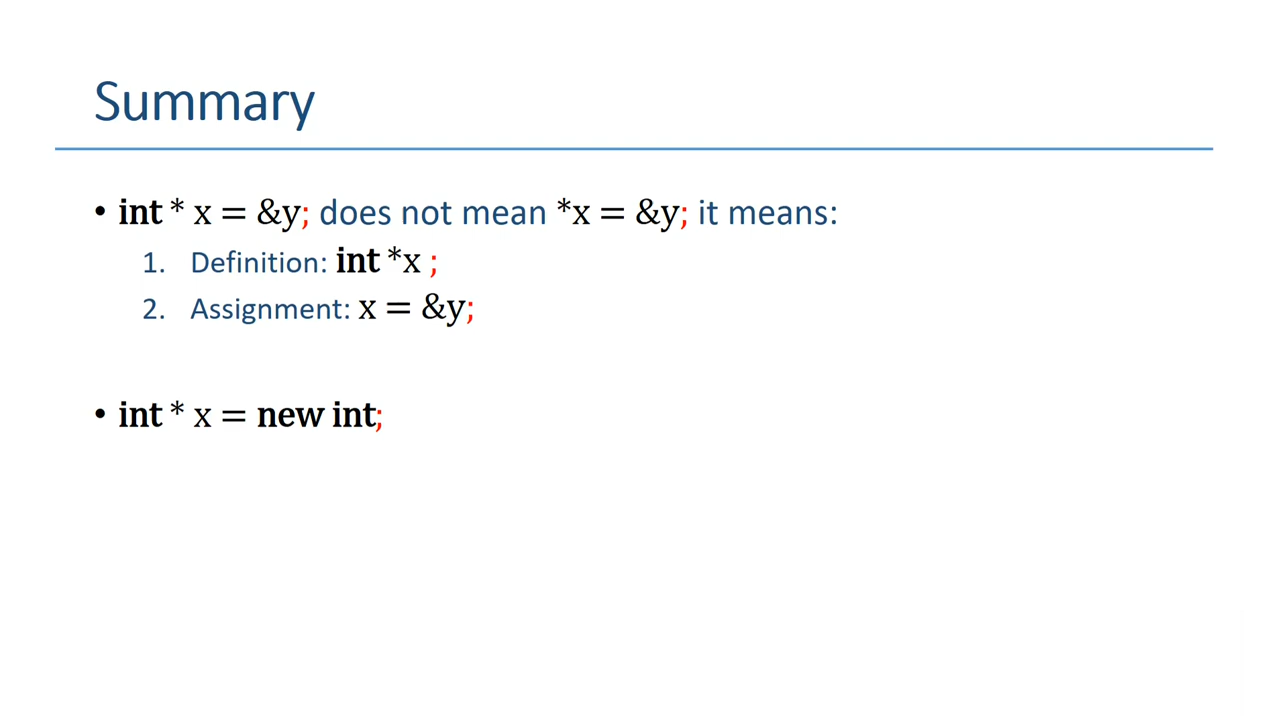 Summary
• int * x = &y; does not mean *x = &y; it means:
1. Definition: int *x ;
2. Assignment: x = &y;
• int * x = new int;